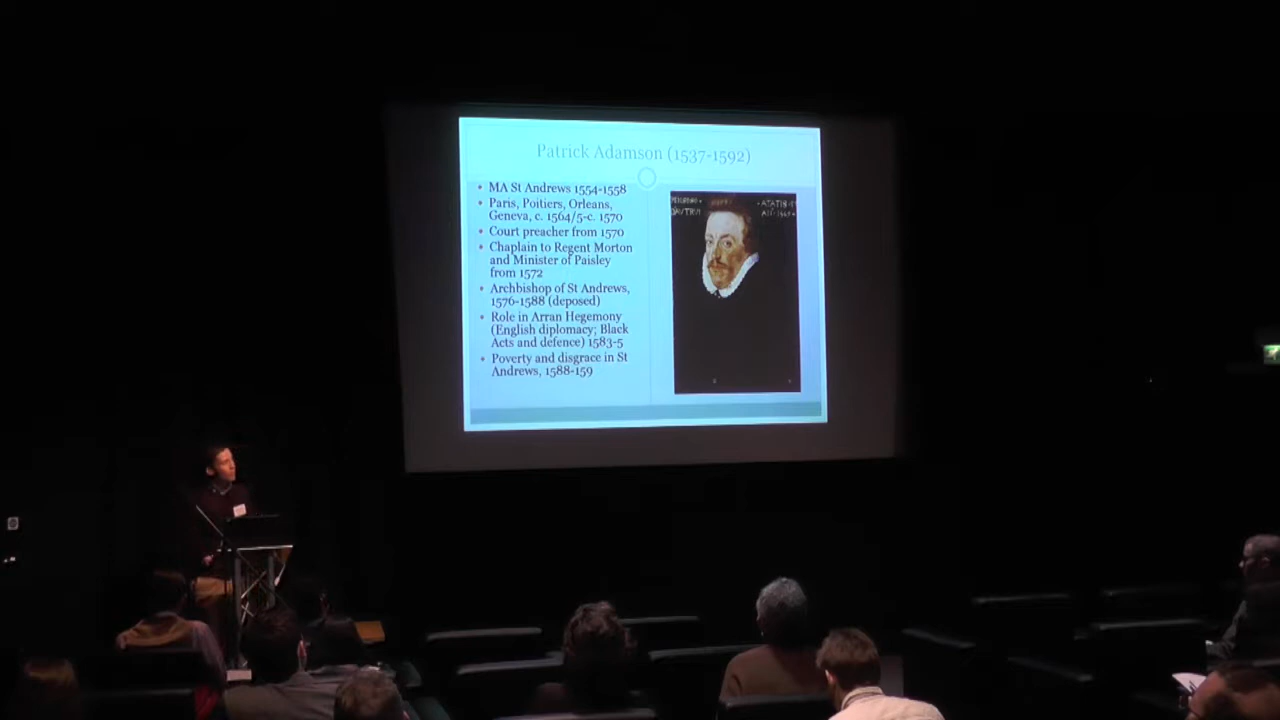 Patrick Adamson (1537-1592)
• MA St Andrews 1554-1558
• Paris, Poitiers, Orleans,
Geneva, c. 1564/5-c. 1570
• Court preacher from 1570
• Chaplain to Regent Morton
and Minister of Paisley
from 1572
• Archbishop of St Andrews,
1576-1588 (deposed)
• Role in Arran Hegemony
(English diplomacy; Black
Acts and defence) 1583-5
• Poverty and disgrace in St
Andrews, 1588-159